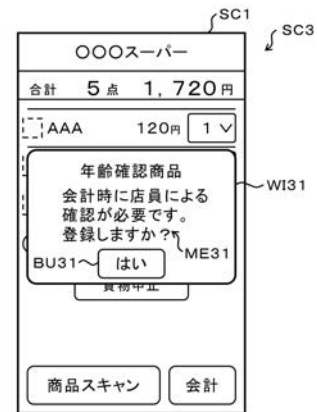 SC1
SC3
○○○スーパー
合計 5点 1,720円
AAA 120円 1
年齢確認商品
会計時に店員による
確認が必要です。
登録しますか?
ME31
WI31
BU31
はい
買物中止
商品スキャン 会計